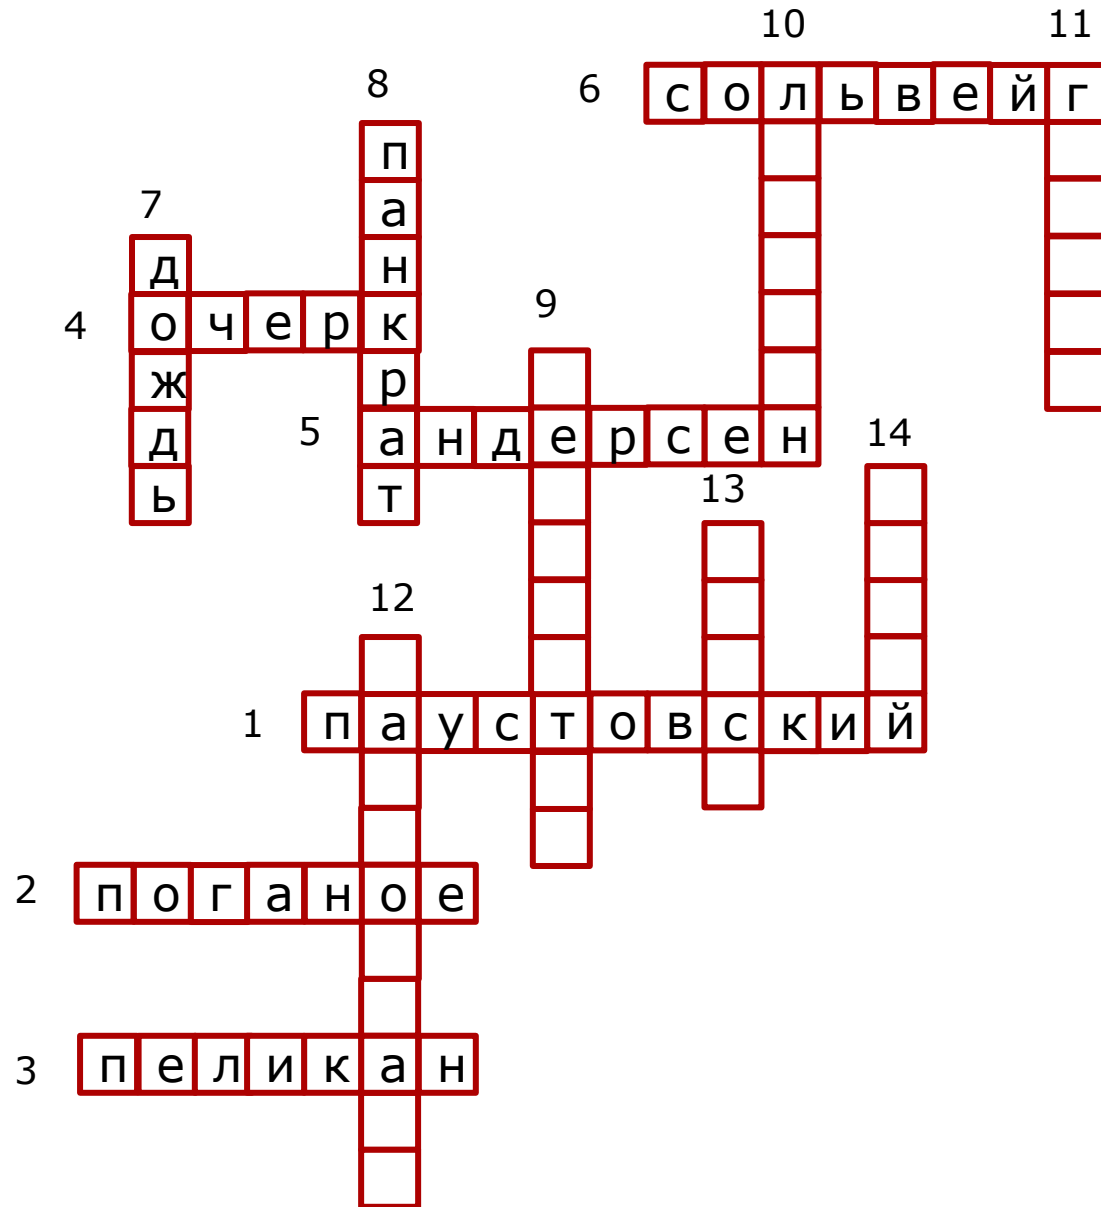 10 11
8
6 сольвейг
7
9
4 очерк
5 андерсен
14
13
12
1 паустовский
2 поганое
3 пеликан
дождь
панкрат